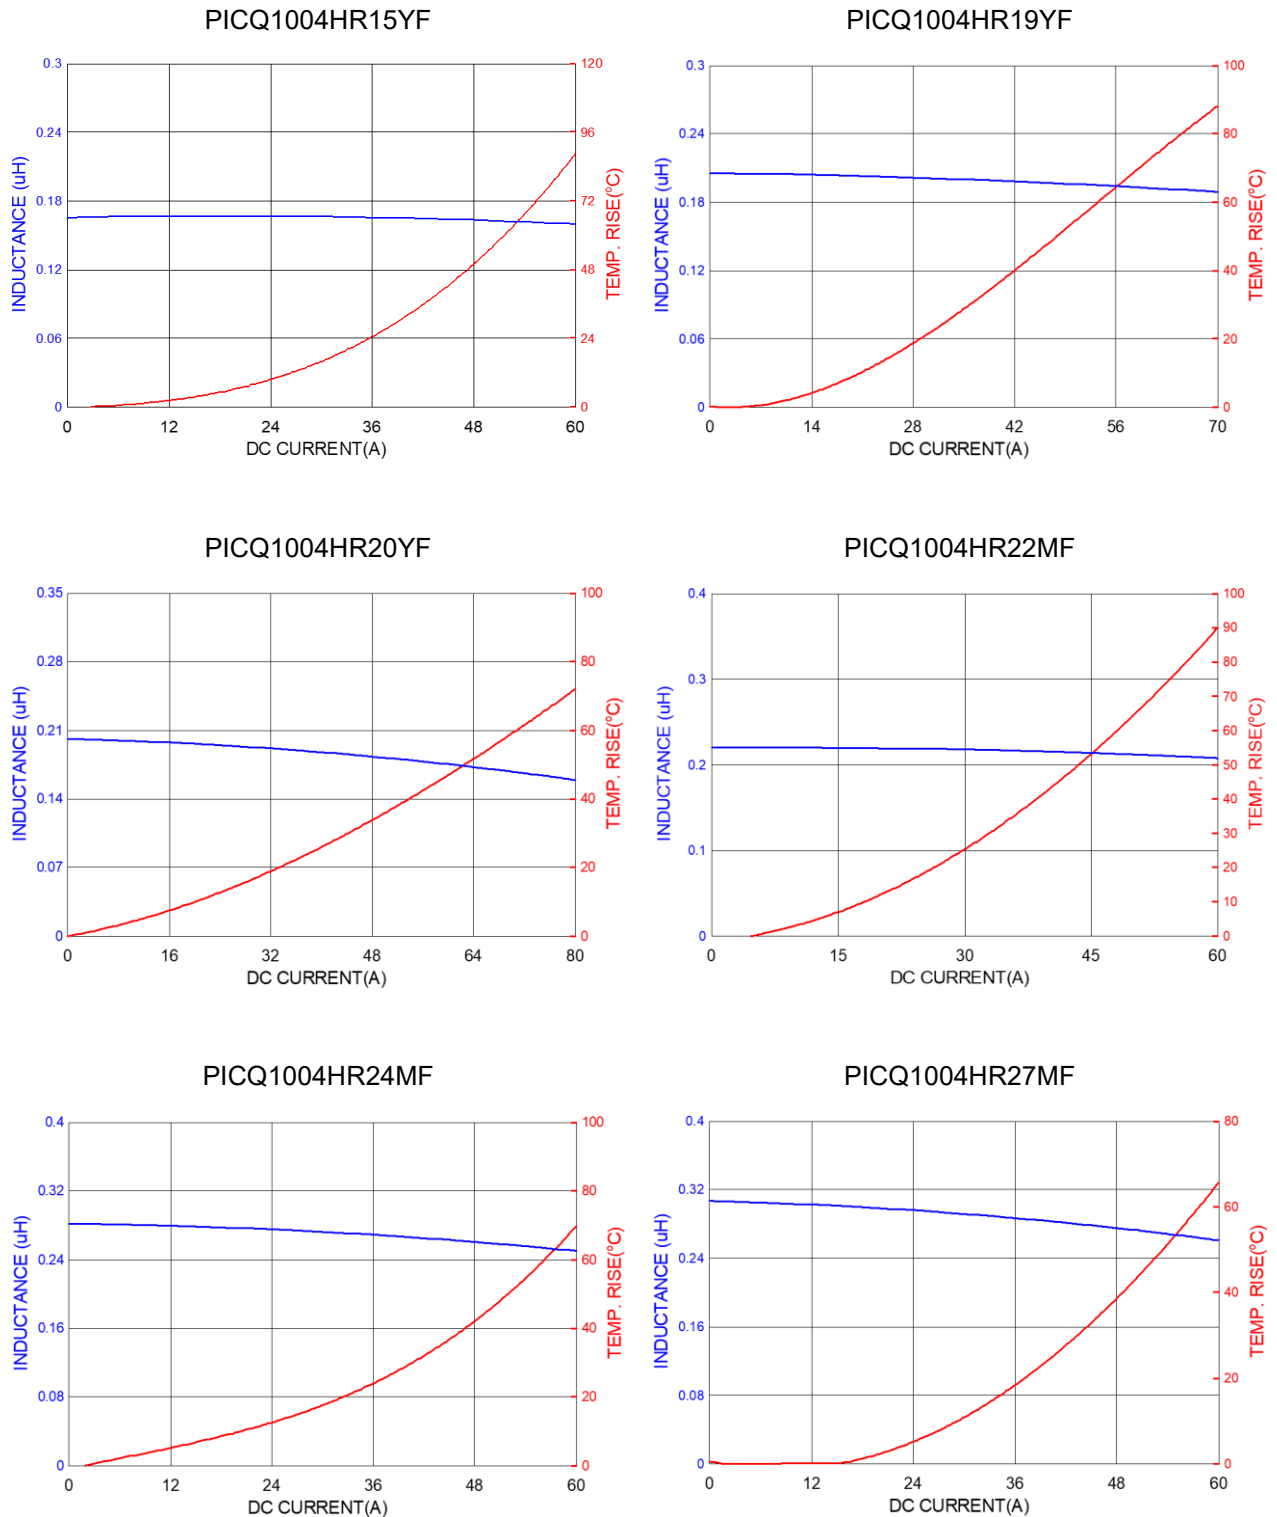 PICQ1004HR15YF
0.3
0.24
0.18
0.12
0.06
0
INDUCTANCE (uH)
120
96
72
48
24
0
TEMP. RISE(°C)
0 12 24 36 48 60
DC CURRENT(A)
PICQ1004HR19YF
0.3
0.24
0.18
0.12
0.06
0
INDUCTANCE (uH)
100
80
60
40
20
0
TEMP. RISE(°C)
0 14 28 42 56 70
DC CURRENT(A)
PICQ1004HR20YF
0.35
0.28
0.21
0.14
0.07
0
INDUCTANCE (uH)
100
80
60
40
20
0
TEMP. RISE(°C)
0 16 32 48 64 80
DC CURRENT(A)
PICQ1004HR22MF
0.4
0.3
0.2
0.1
0
INDUCTANCE (uH)
100
90
80
70
60
50
40
30
20
10
0
TEMP. RISE(°C)
0 15 30 45 60
DC CURRENT(A)
PICQ1004HR24MF
0.4
0.32
0.24
0.16
0.08
0
INDUCTANCE (uH)
100
80
60
40
20
0
TEMP. RISE(°C)
0 12 24 36 48 60
DC CURRENT(A)
PICQ1004HR27MF
0.4
0.32
0.24
0.16
0.08
0
INDUCTANCE (uH)
80
60
40
20
0
TEMP. RISE(°C)
0 12 24 36 48 60
DC CURRENT(A)